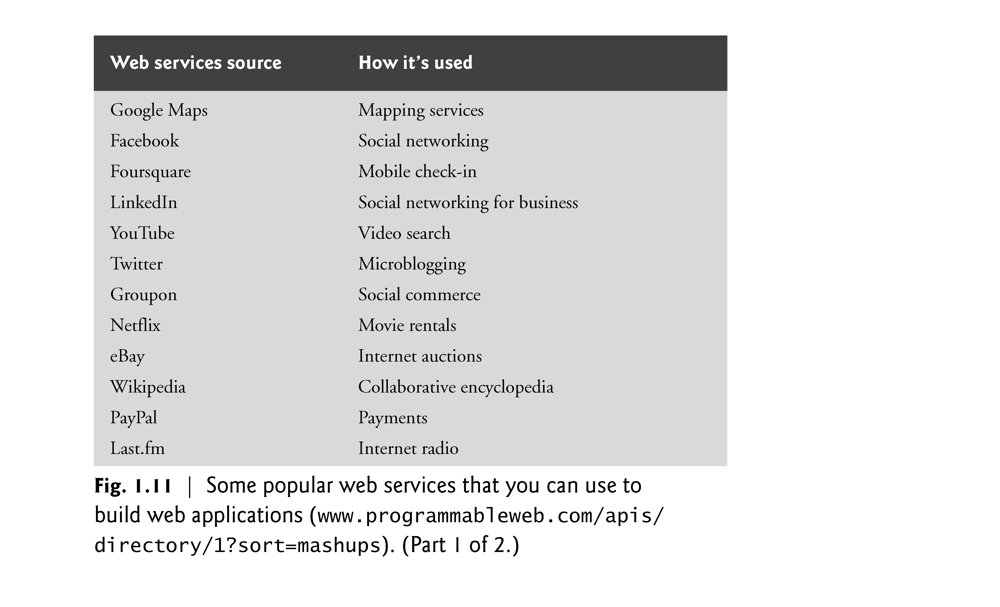 Web services source How it’s used
Google Maps Mapping services
Facebook Social networking
Foursquare Mobile check-in
LinkedIn Social networking for business
YouTube Video search
Twitter Microblogging
Groupon Social commerce
Netflix Movie rentals
eBay Internet auctions
Wikipedia Collaborative encyclopedia
PayPal Payments
Last.fm Internet radio
Fig. 1.11 | Some popular web services that you can use to
build web applications (www.programmableweb.com/apis/
directory/1?sort=mashups). (Part 1 of 2.)